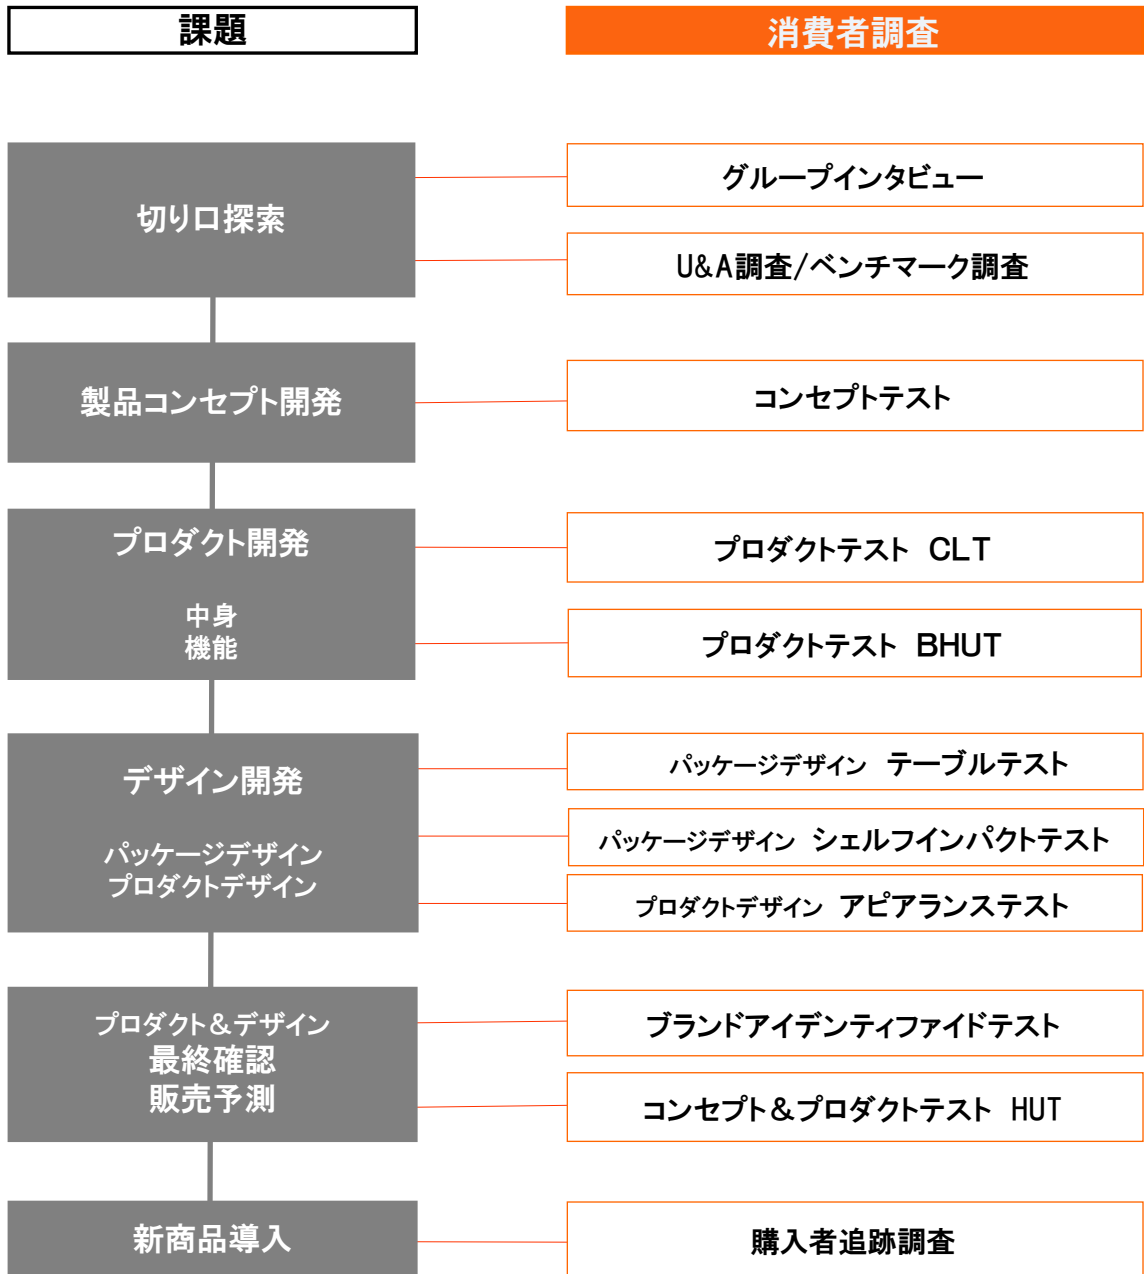 課題
消費者調査
切り口探索
グループインタビュー
U&A調査/ベンチマーク調査
製品コンセプト開発
コンセプトテスト
プロダクト開発
中身
機能
プロダクトテスト CLT
プロダクトテスト BHUT
デザイン開発
パッケージデザイン
プロダクトデザイン
パッケージデザイン テーブルテスト
パッケージデザイン シェルフインパクトテスト
プロダクトデザイン アピアランステスト
プロダクト&デザイン
最終確認
販売予測
ブランドアイデンティファイドテスト
コンセプト&プロダクトテスト HUT
新商品導入
購入者追跡調査